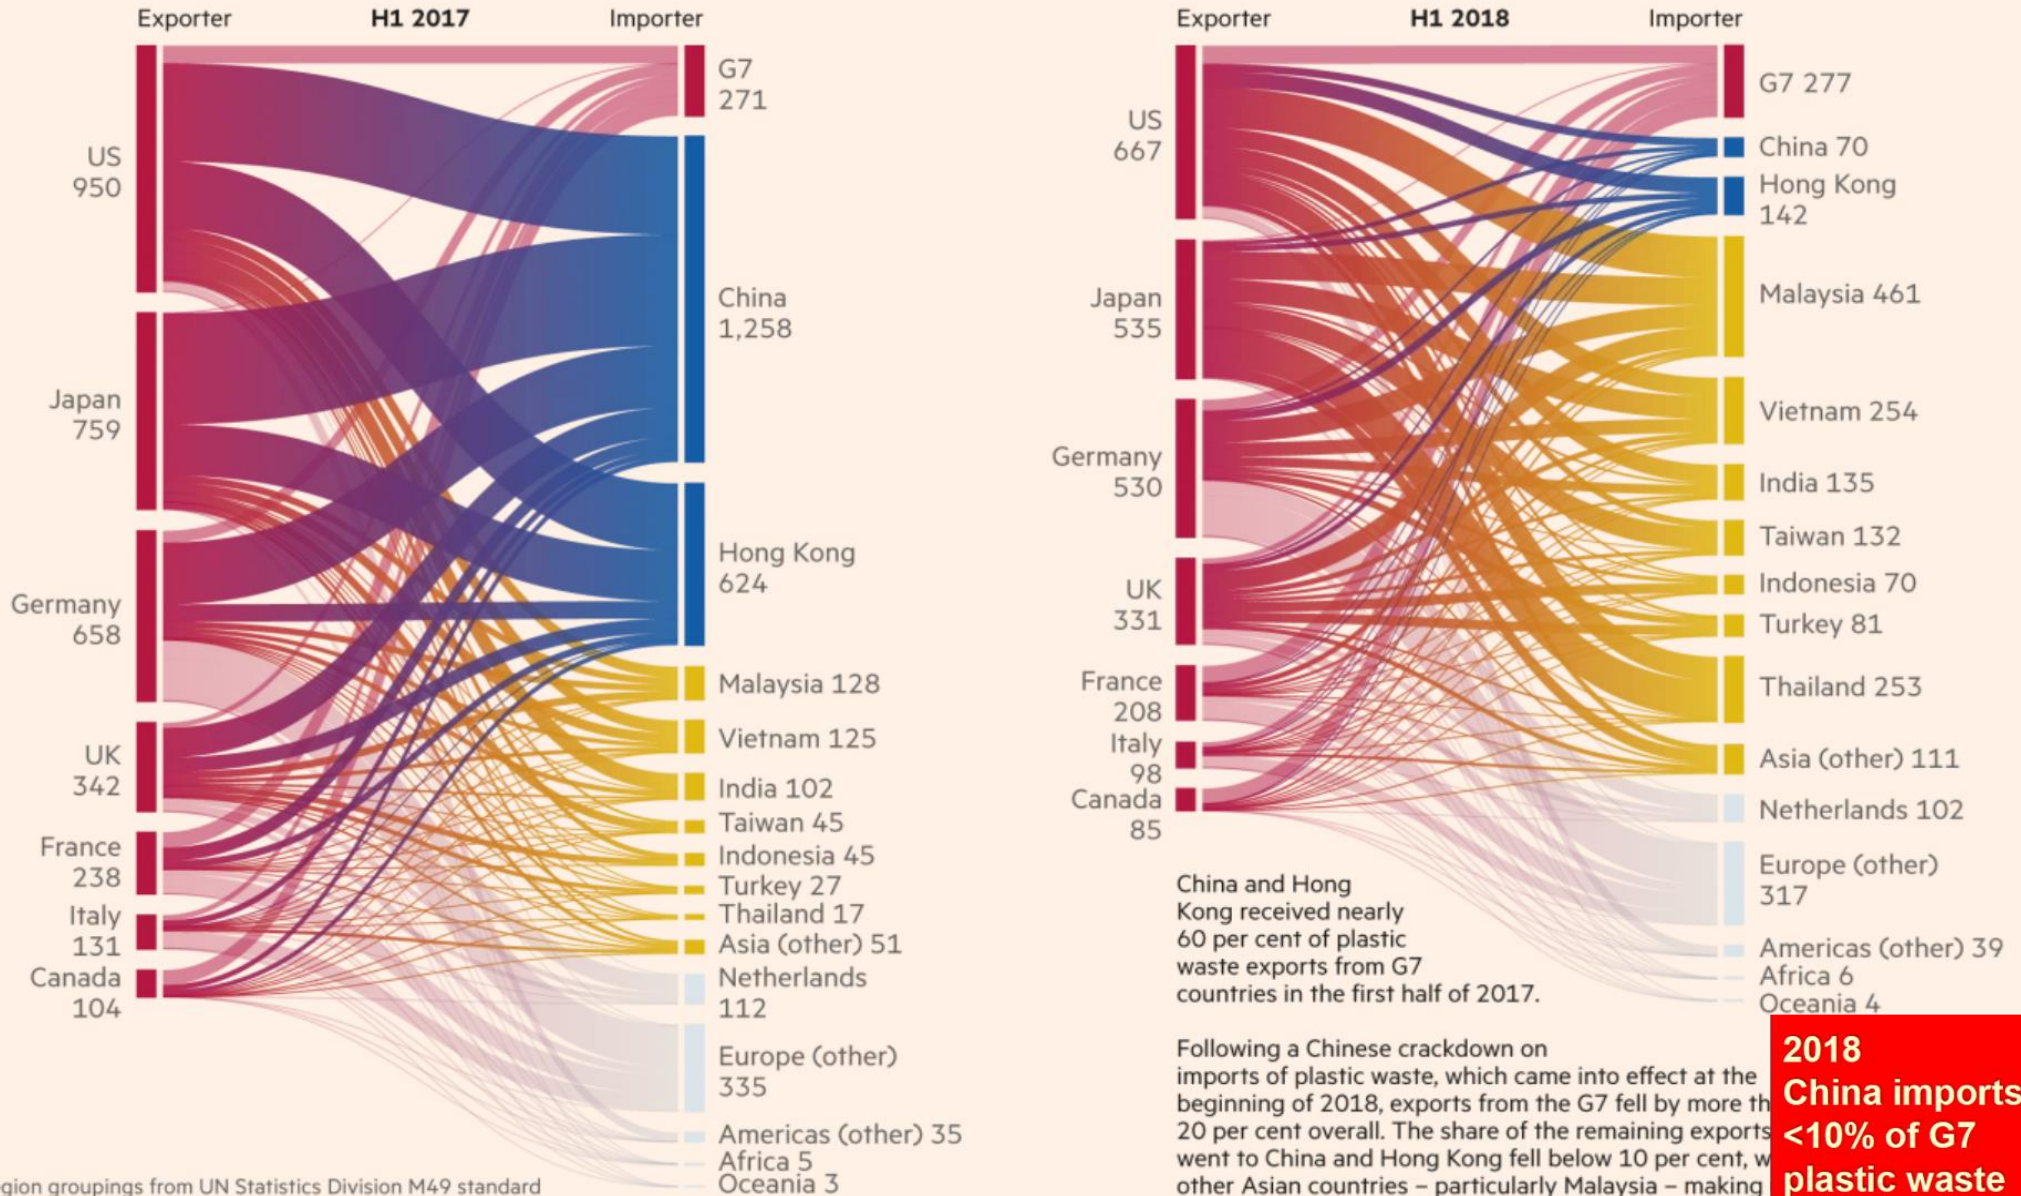 Exporter
H1 2017
Importer
US
950
Japan
759
Germany
658
UK
342
France
238
Italy
131
Canada
104
G7
271
China
1,258
Hong Kong
624
Malaysia 128
Vietnam 125
India 102
Taiwan 45
Indonesia 45
Turkey 27
Thailand 17
Asia (other) 51
Netherlands
112
Europe (other)
335
Americas (other) 35
Africa 5
Oceania 3
gion groupings from UN Statistics Division M49 standard
Exporter
H1 2018
Importer
US
667
Japan
535
Germany
530
UK
331
France
208
Italy
98
Canada
85
G7 277
China 70
Hong Kong
142
Malaysia 461
Vietnam 254
India 135
Taiwan 132
Indonesia 70
Turkey 81
Thailand 253
Asia (other) 111
Netherlands 102
Europe (other)
317
Americas (other) 39
Africa 6
Oceania 4
China and Hong
Kong received nearly
60 per cent of plastic
waste exports from G7
countries in the first half of 2017.
Following a Chinese crackdown on
imports of plastic waste, which came into effect at the
beginning of 2018, exports from the G7 fell by more th
20 per cent overall. The share of the remaining exports
went to China and Hong Kong fell below 10 per cent, w
other Asian countries – particularly Malaysia – making
2018
China imports
<10% of G7
plastic waste